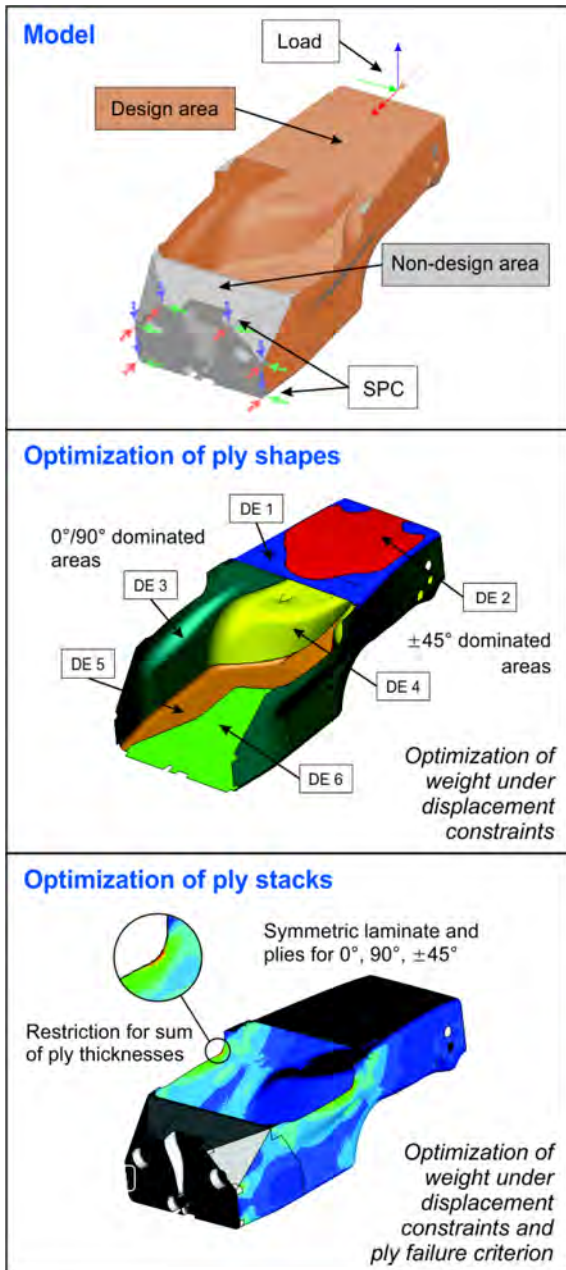 Model
Load
Design area
Non-design area
SPC
Optimization of ply shapes
DE 1
0°/90° dominated
areas
DE 3
DE 2
±45° dominated
areas
DE 5
DE 4
DE 6
Optimization of
weight under
displacement
constraints
Optimization of ply stacks
Symmetric laminate and
plies for 0°, 90°, ±45°
Restriction for sum
of ply thicknesses
Optimization of
weight under
displacement
constraints and
ply failure criterion